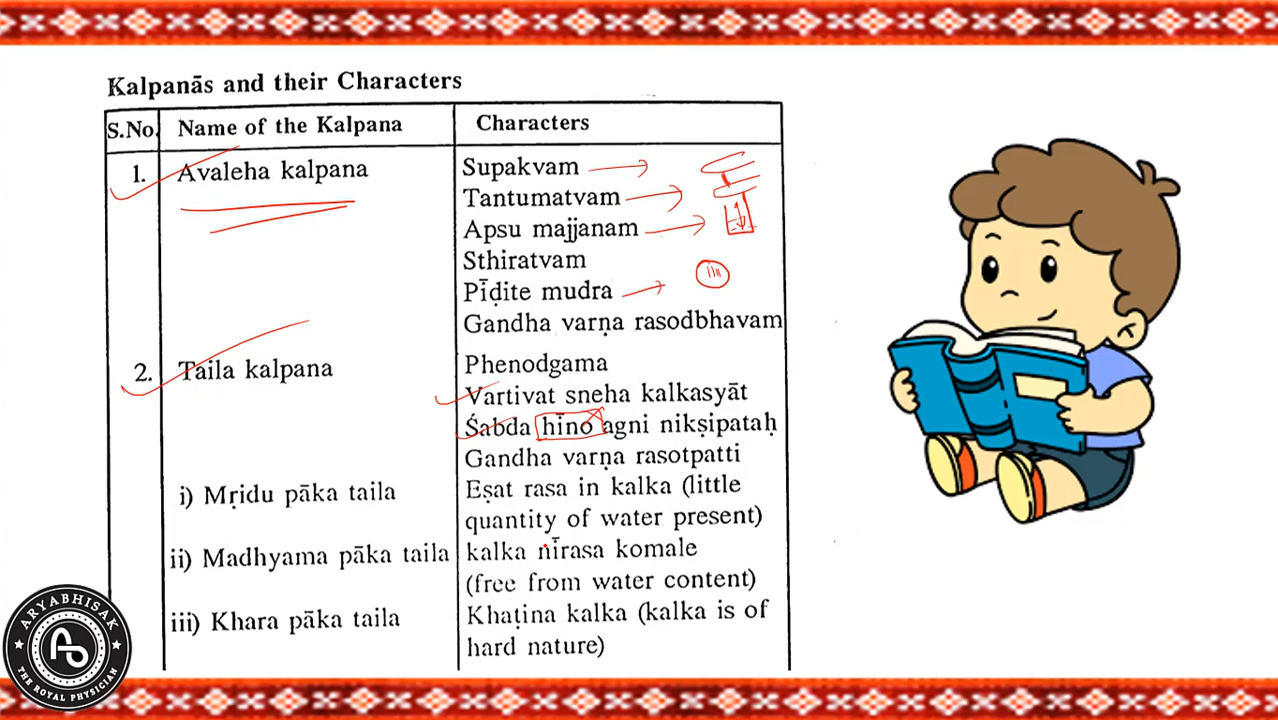 Kalpanās and their Characters
S.No. Name of the Kalpana Characters
1. Avaleha kalpana Supakvam
Tantumatvam
Apsu majjanam
Sthiratvam
Pīḍite mudra
Gandha varṇa rasodbhavam
2. Taila kalpana Phenodgama
Vartivat sneha kalkasyāt
Śabda hīno agni nikṣipataḥ
Gandha varṇa rasotpatti
i) Mṛidu pāka taila Eṣat rasa in kalka (little
quantity of water present)
ii) Madhyama pāka taila kalka nīrasa komale
(free from water content)
iii) Khara pāka taila Khaṭina kalka (kalka is of
hard nature)
ARYABHISAK
THE ROYAL PHYSICIAN